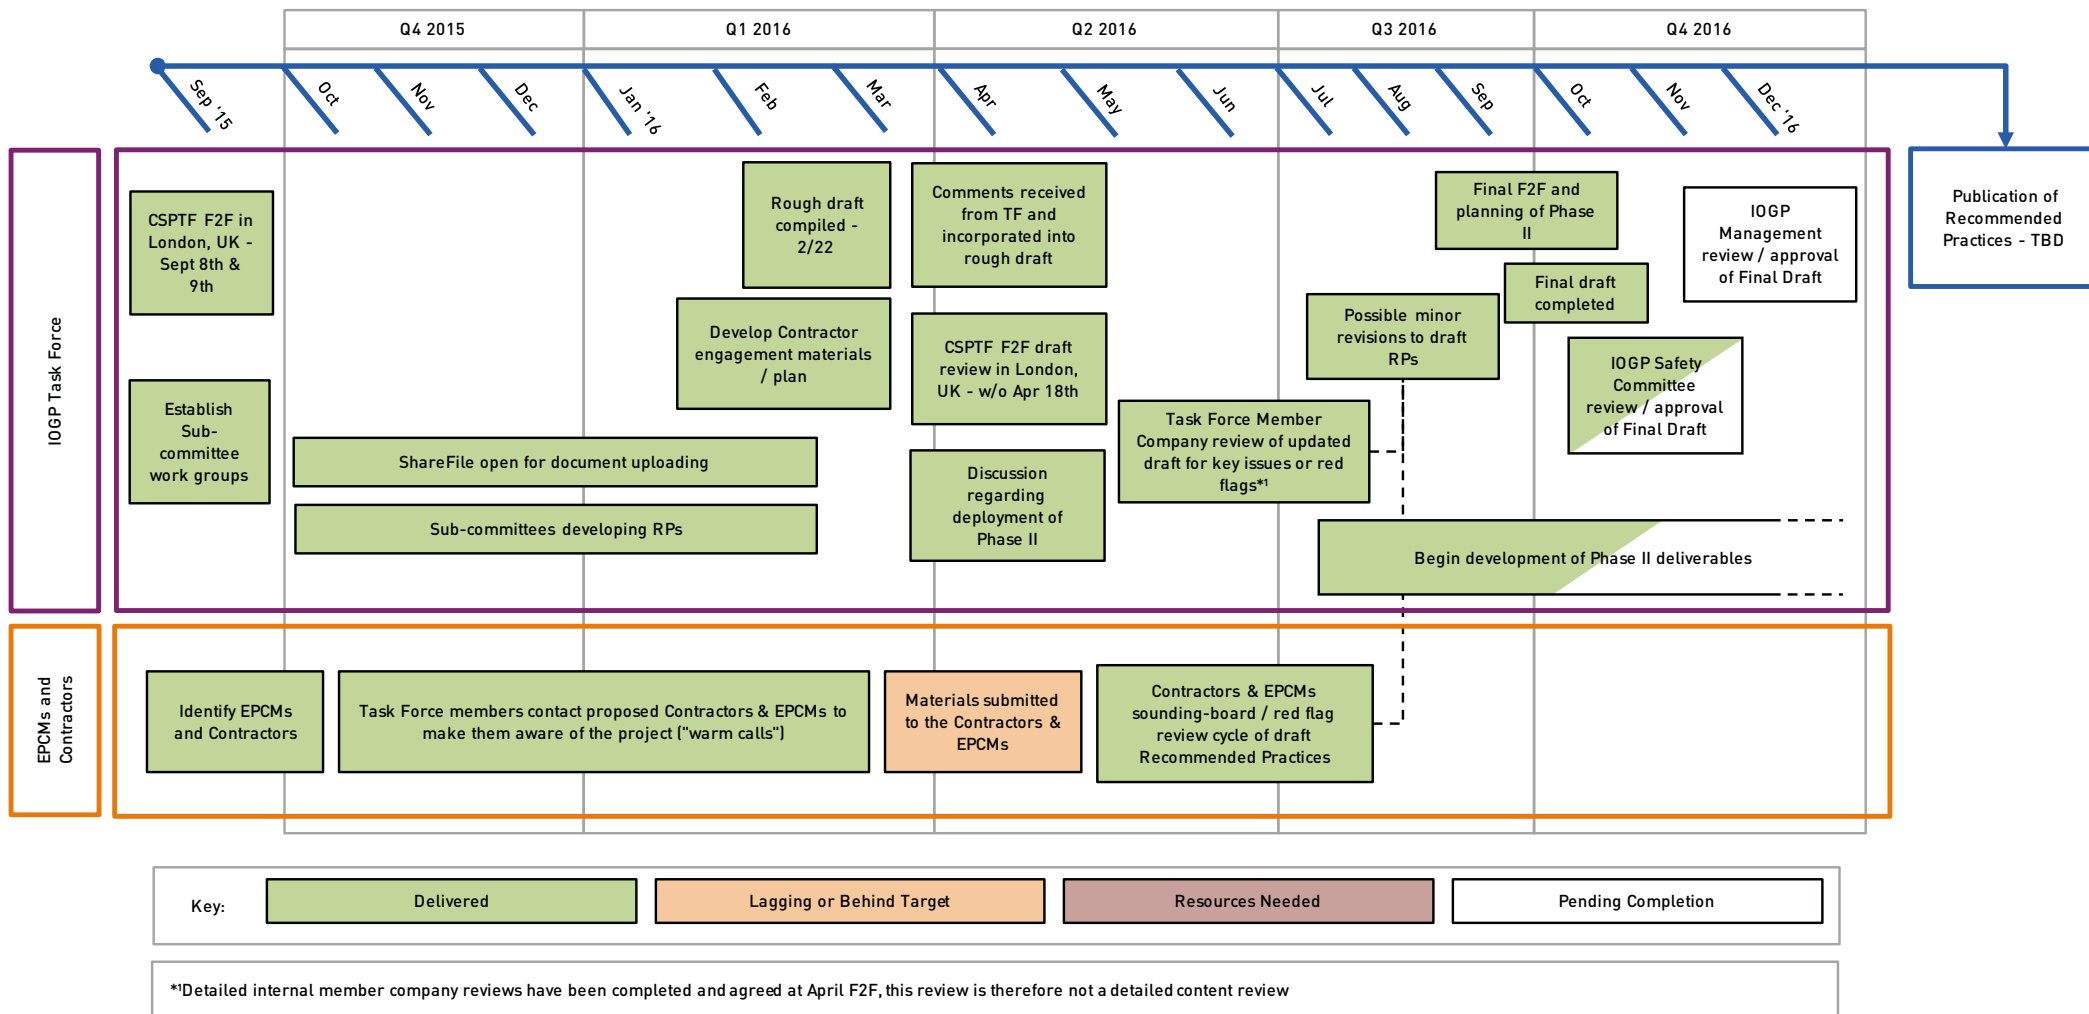 Q4 2015
Q1 2016
Q2 2016
Q3 2016
Q4 2016
Sep '15
Oct
Nov
Dec
Jan '16
Feb
Mar
Apr
May
Jun
Jul
Aug
Sep
Oct
Nov
Dec '16
IOGP Task Force
CSPTF F2F in
London, UK -
Sept 8th &
9th
Establish
Sub-
committee
work groups
Rough draft
compiled -
2/22
Develop Contractor
engagement materials
/ plan
ShareFile open for document uploading
Sub-committees developing RPs
Comments received
from TF and
incorporated into
rough draft
CSPTF F2F draft
review in London,
UK - w/o Apr 18th
Discussion
regarding
deployment of
Phase II
Task Force Member
Company review of updated
draft for key issues or red
flags*¹
Possible minor
revisions to draft
RPs
Final F2F and
planning of Phase
II
Final draft
completed
IOGP Safety
Committee
review / approval
of Final Draft
IOGP
Management
review / approval
of Final Draft
Begin development of Phase II deliverables
Publication of
Recommended
Practices - TBD
EPCMs and
Contractors
Identify EPCMs
and Contractors
Task Force members contact proposed Contractors & EPCMs to
make them aware of the project ("warm calls")
Materials submitted
to the Contractors &
EPCMs
Contractors & EPCMs
sounding-board / red flag
review cycle of draft
Recommended Practices
Key:
Delivered
Lagging or Behind Target
Resources Needed
Pending Completion
*¹Detailed internal member company reviews have been completed and agreed at April F2F, this review is therefore not a detailed content review